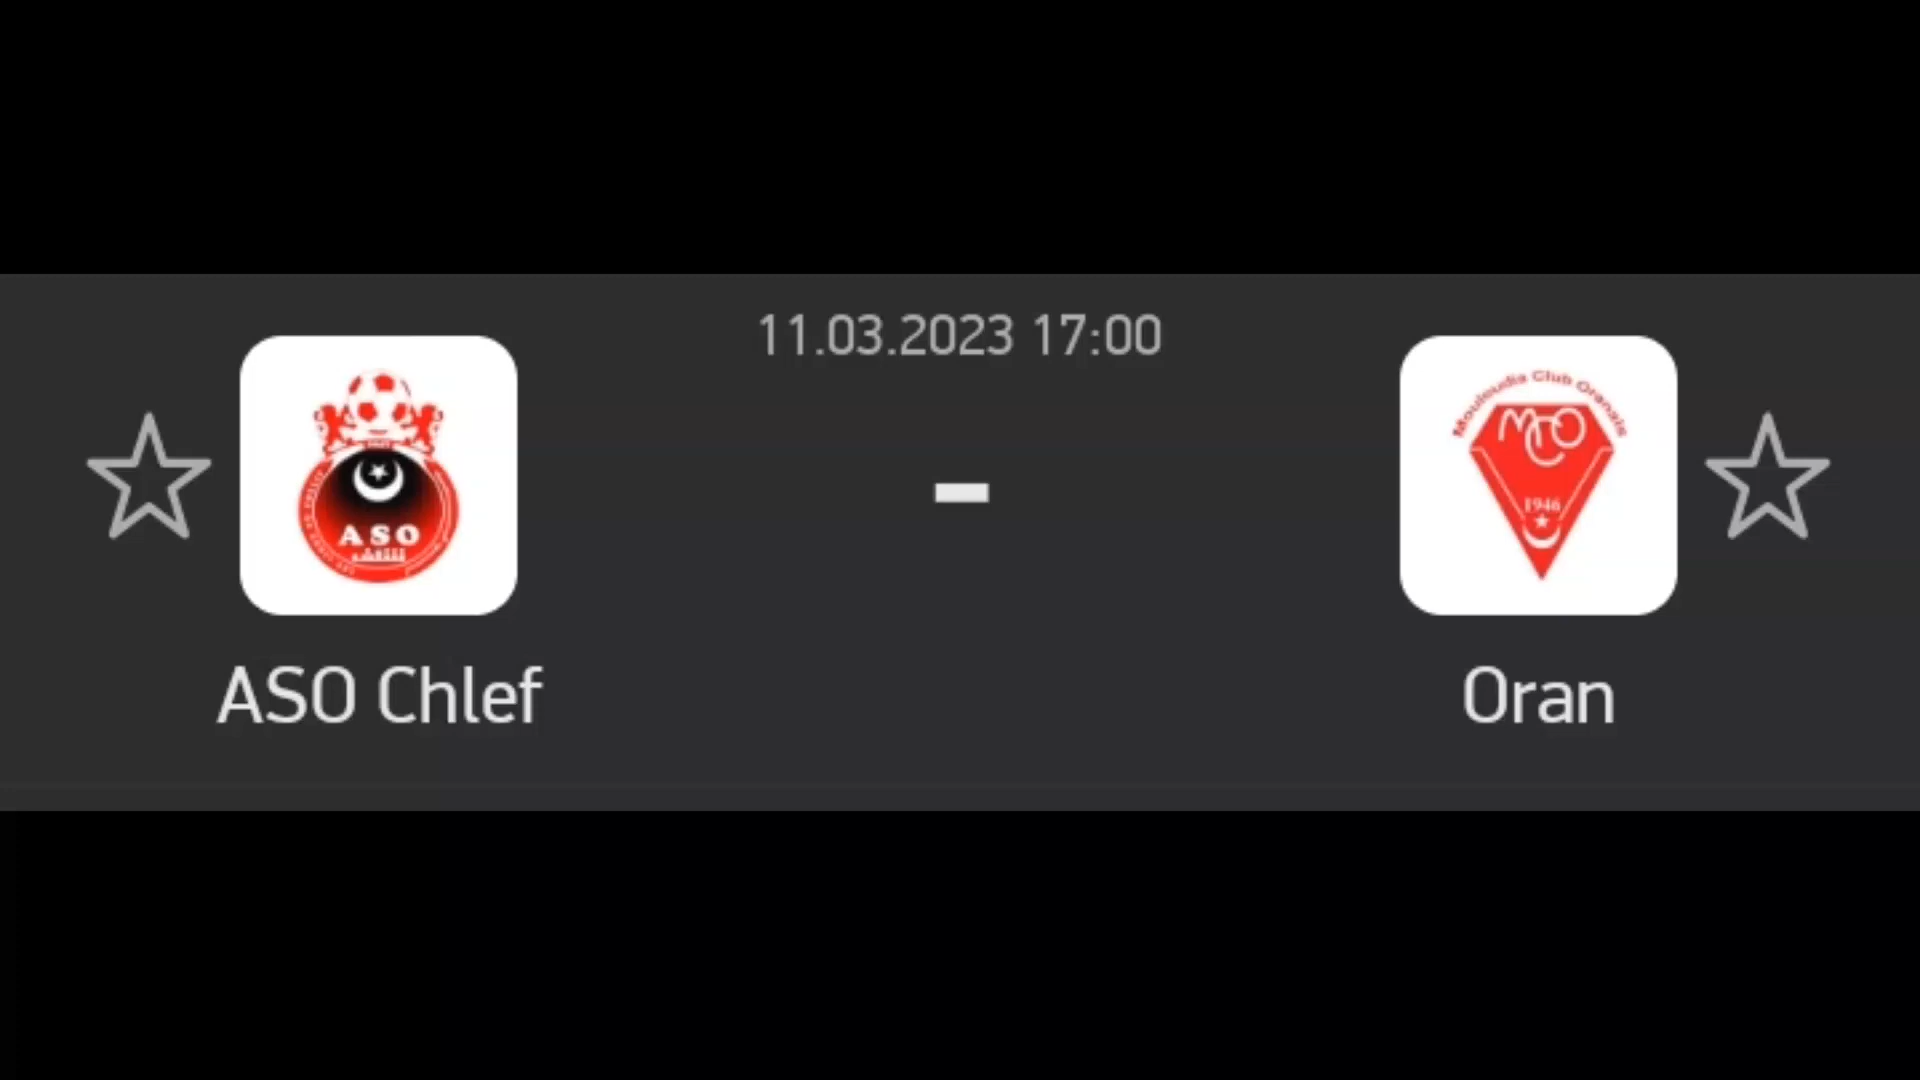 11.03.2023 17:00
ASO
Mouloudia Club Oranais
MCO
1946
-
ASO Chlef
Oran